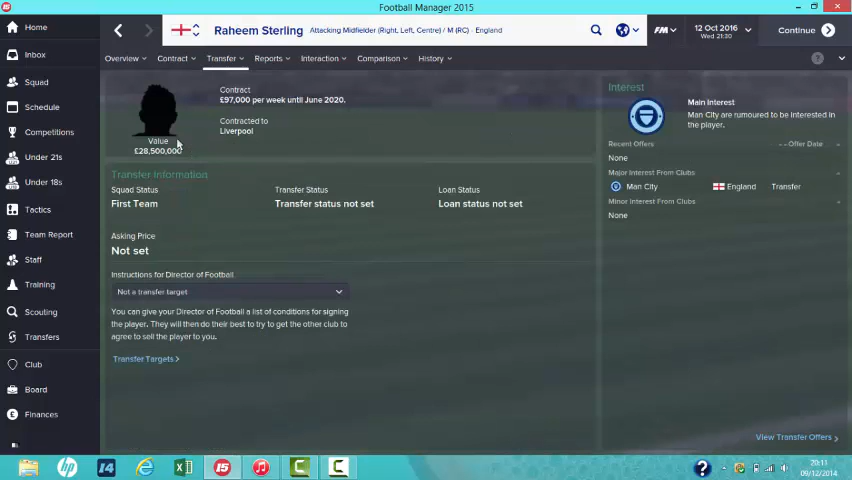 Football Manager 2015
Home
Raheem Sterling
Attacking Midfielder (Right, Left, Centre) / M (RC) - England
FM
12 Oct 2016
Wed 21:30
Continue
Inbox
Overview
Contract
Transfer
Reports
Interaction
Comparison
History
Squad
Schedule
Competitions
Under 21s
Under 18s
Tactics
Team Report
Staff
Training
Scouting
Transfers
Club
Board
Finances
Value
£28,500,000
Contract
£97,000 per week until June 2020.
Contracted to
Liverpool
Transfer Information
Squad Status
First Team
Transfer Status
Transfer status not set
Loan Status
Loan status not set
Asking Price
Not set
Instructions for Director of Football
Not a transfer target
You can give your Director of Football a list of conditions for signing
the player. They will then do their best to try to get the other club to
agree to sell the player to you.
Transfer Targets
Interest
Main Interest
Man City are rumoured to be interested in
the player.
Recent Offers
- - Offer Date
None
Major Interest From Clubs
Man City
England
Transfer
Minor Interest From Clubs
None
View Transfer Offers
14
15
20:11
09/12/2014